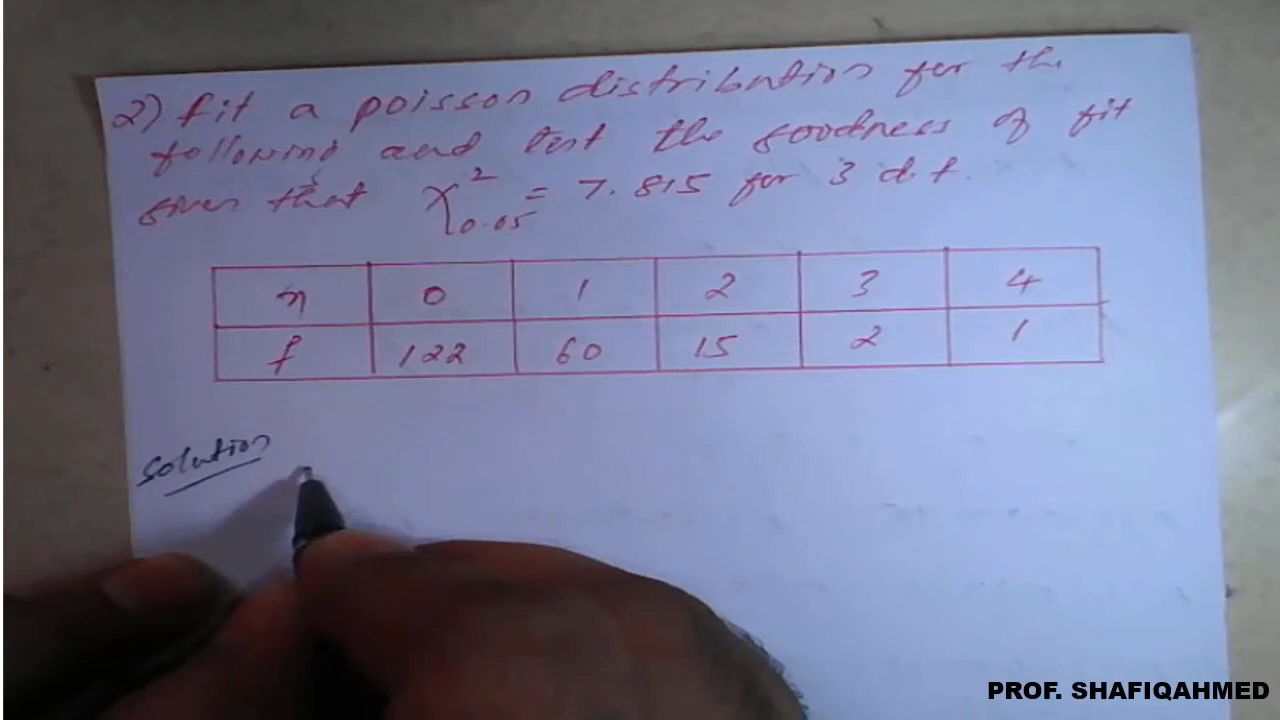 2) fit a poisson distribution for the
following and test the goodness of fit
given that χ²0.05 = 7.815 for 3 d.f.
x 0 1 2 3 4
f 122 60 15 2 1
Solution
PROF. SHAFIQAHMED